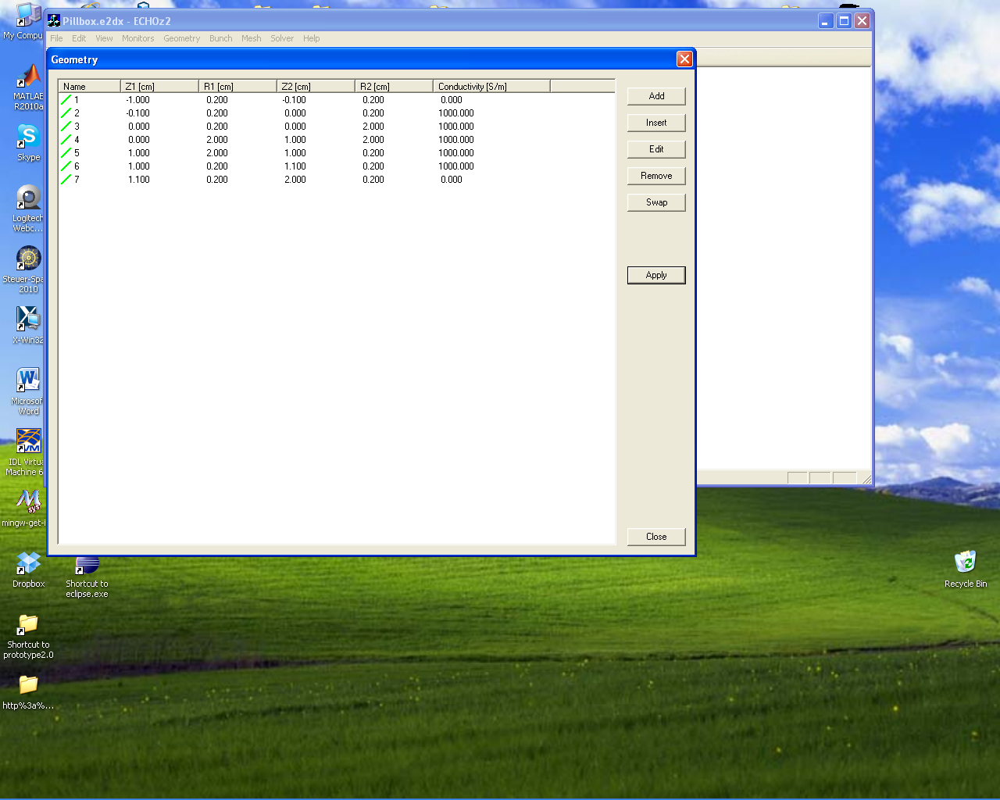 Pillbox.e2dx - ECHOz2
File Edit View Monitors Geometry Bunch Mesh Solver Help
Geometry
Name Z1 [cm] R1 [cm] Z2 [cm] R2 [cm] Conductivity [S/m]
1 -1.000 0.200 -0.100 0.200 0.000
2 -0.100 0.200 0.000 0.200 1000.000
3 0.000 0.200 0.000 2.000 1000.000
4 0.000 2.000 1.000 2.000 1000.000
5 1.000 2.000 1.000 0.200 1000.000
6 1.000 0.200 1.100 0.200 1000.000
7 1.100 0.200 2.000 0.200 0.000
Add
Insert
Edit
Remove
Swap
Apply
Close
My Compu
MATLAB
R2010a
Skype
Logitech
Webc...
Steuer-Spa
2010
X-Win32
Microsof
Word
IDL Virtua
Machine 6
mingw-get-i
Dropbox
Shortcut to
eclipse.exe
Shortcut to
prototype2.0
http%3a%...
Recycle Bin